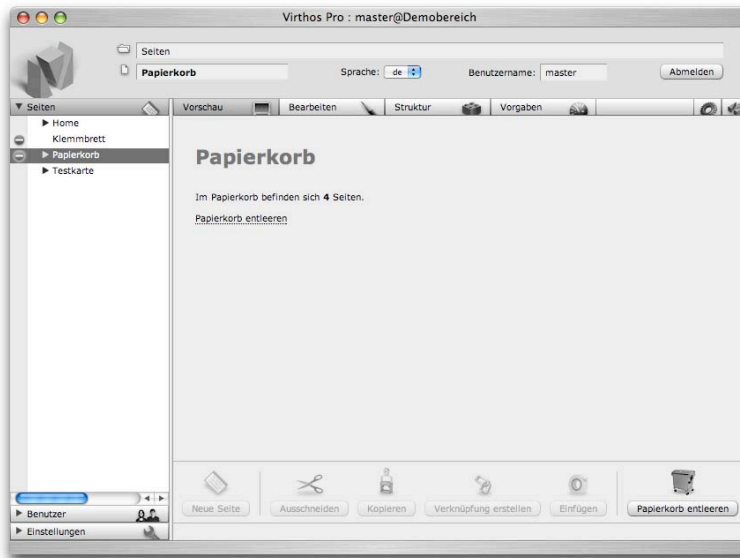 Virthos Pro : master@Demobereich
Seiten
Papierkorb Sprache: de Benutzername: master Abmelden
Seiten Vorschau Bearbeiten Struktur Vorgaben
Home
Klemmbrett
Papierkorb
Testkarte
Papierkorb
Im Papierkorb befinden sich 4 Seiten.
Papierkorb entleeren
Neue Seite Ausschneiden Kopieren Verknüpfung erstellen Einfügen Papierkorb entleeren
Benutzer
Einstellungen